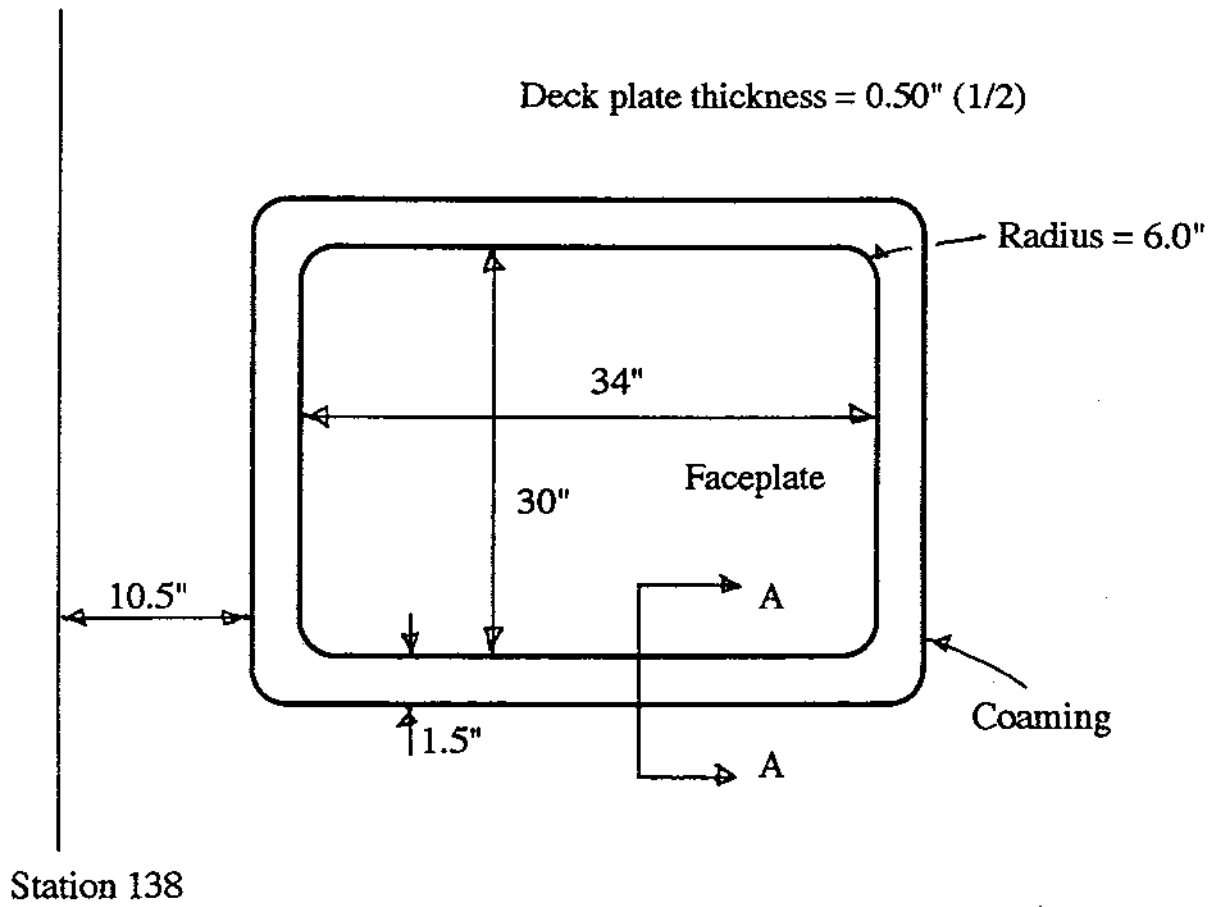 Deck plate thickness = 0.50" (1/2)
Radius = 6.0"
34"
Faceplate
30"
10.5"
A
Coaming
1.5"
A
Station 138